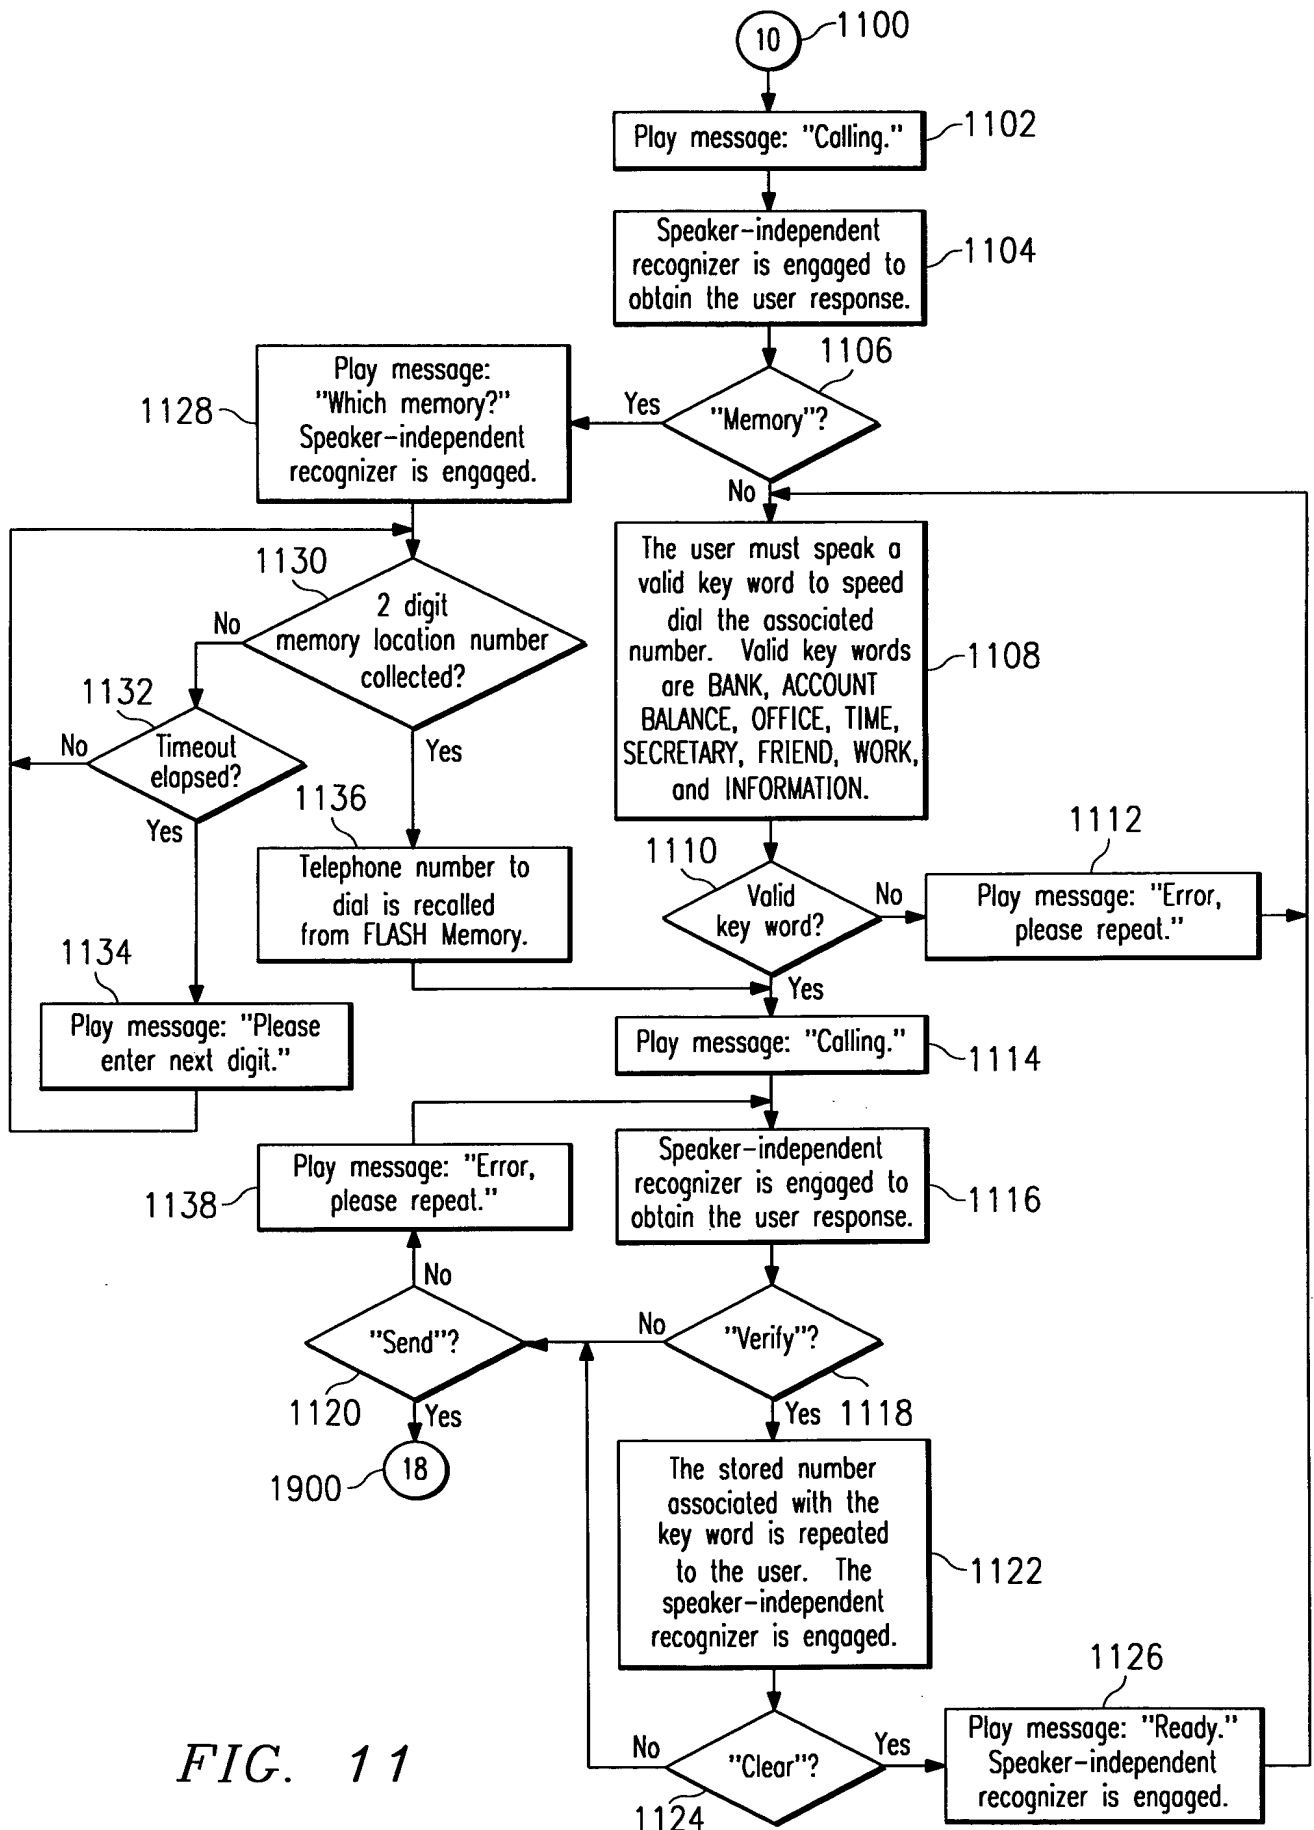 10
1100
Play message: "Calling."
1102
Speaker-independent
recognizer is engaged to
obtain the user response.
1104
1106
"Memory"?
Yes
No
Play message:
"Which memory?"
Speaker-independent
recognizer is engaged.
1128
1130
2 digit
memory location number
collected?
No
Yes
1132
Timeout
elapsed?
No
Yes
1134
Play message: "Please
enter next digit."
1136
Telephone number to
dial is recalled
from FLASH Memory.
The user must speak a
valid key word to speed
dial the associated
number. Valid key words
are BANK, ACCOUNT
BALANCE, OFFICE, TIME,
SECRETARY, FRIEND, WORK,
and INFORMATION.
1108
1110
Valid
key word?
No
Yes
1112
Play message: "Error,
please repeat."
Play message: "Calling."
1114
Speaker-independent
recognizer is engaged to
obtain the user response.
1116
Play message: "Error,
please repeat."
1138
No
"Send"?
1120
Yes
18
1900
No
"Verify"?
Yes
1118
The stored number
associated with the
key word is repeated
to the user. The
speaker-independent
recognizer is engaged.
1122
No
"Clear"?
Yes
1124
1126
Play message: "Ready."
Speaker-independent
recognizer is engaged.
FIG. 11